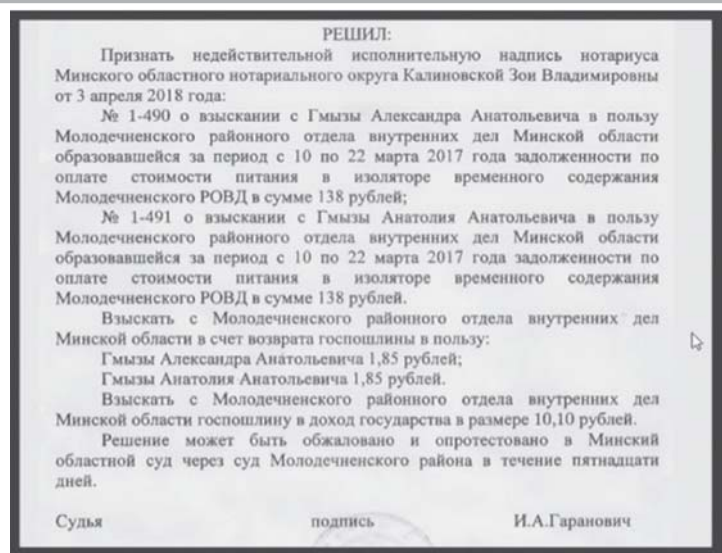 РЕШИЛ:
Признать недействительной исполнительную надпись нотариуса
Минского областного нотариального округа Калиновской Зои Владимировны
от 3 апреля 2018 года:
№ 1-490 о взыскании с Гмызы Александра Анатольевича в пользу
Молодечненского районного отдела внутренних дел Минской области
образовавшейся за период с 10 по 22 марта 2017 года задолженности по
оплате стоимости питания в изоляторе временного содержания
Молодечненского РОВД в сумме 138 рублей;
№ 1-491 о взыскании с Гмызы Анатолия Анатольевича в пользу
Молодечненского районного отдела внутренних дел Минской области
образовавшейся за период с 10 по 22 марта 2017 года задолженности по
оплате стоимости питания в изоляторе временного содержания
Молодечненского РОВД в сумме 138 рублей.
Взыскать с Молодечненского районного отдела внутренних дел
Минской области в счет возврата госпошлины в пользу:
Гмызы Александра Анатольевича 1,85 рублей;
Гмызы Анатолия Анатольевича 1,85 рублей.
Взыскать с Молодечненского районного отдела внутренних дел
Минской области госпошлину в доход государства в размере 10,10 рублей.
Решение может быть обжаловано и опротестовано в Минский
областной суд через суд Молодечненского района в течение пятнадцати
дней.
Судья подпись И.А.Гаранович